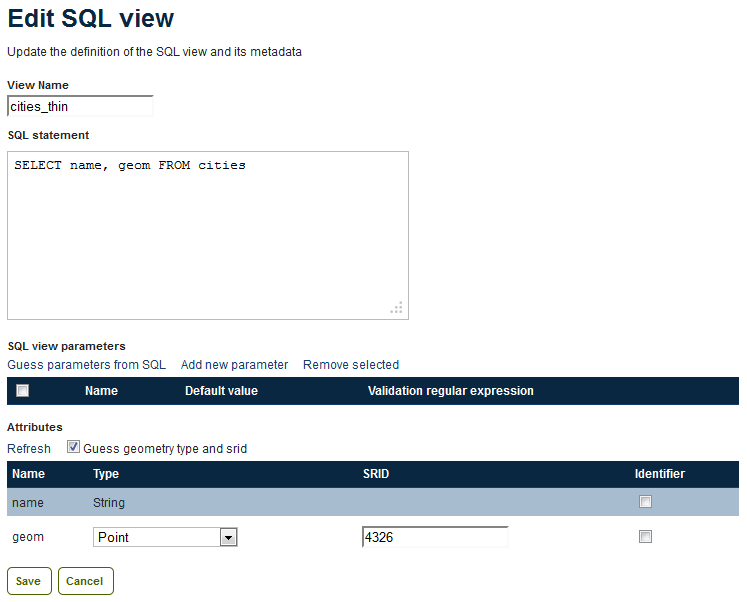 Edit SQL view
Update the definition of the SQL view and its metadata
View Name
cities_thin
SQL statement
SELECT name, geom FROM cities
SQL view parameters
Guess parameters from SQL Add new parameter Remove selected
Name Default value Validation regular expression
Attributes
Refresh Guess geometry type and srid
Name Type SRID Identifier
name String
geom Point 4326
Save Cancel